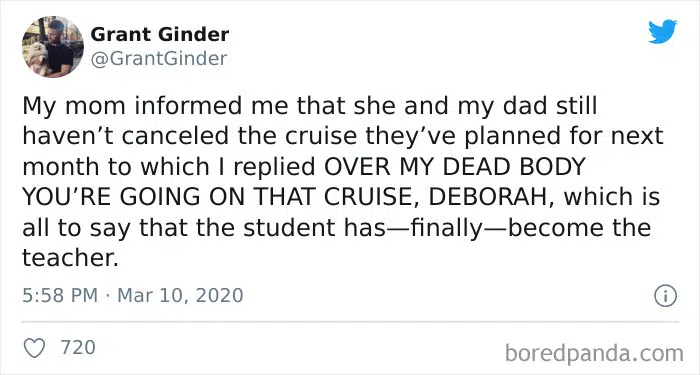 Grant Ginder
@GrantGinder
My mom informed me that she and my dad still
haven’t canceled the cruise they’ve planned for next
month to which I replied OVER MY DEAD BODY
YOU’RE GOING ON THAT CRUISE, DEBORAH, which is
all to say that the student has—finally—become the
teacher.
5:58 PM · Mar 10, 2020
720
boredpanda.com